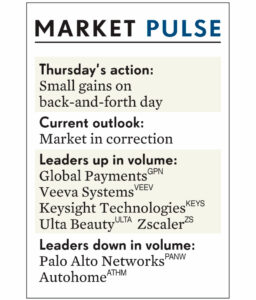 MARKET PULSE
Thursday's action:
Small gains on
back-and-forth day
Current outlook:
Market in correction
Leaders up in volume:
Global Payments GPN
Veeva Systems VEEV
Keysight Technologies KEYS
Ulta Beauty ULTA Zscaler ZS
Leaders down in volume:
Palo Alto Networks PANW
Autohome ATHM